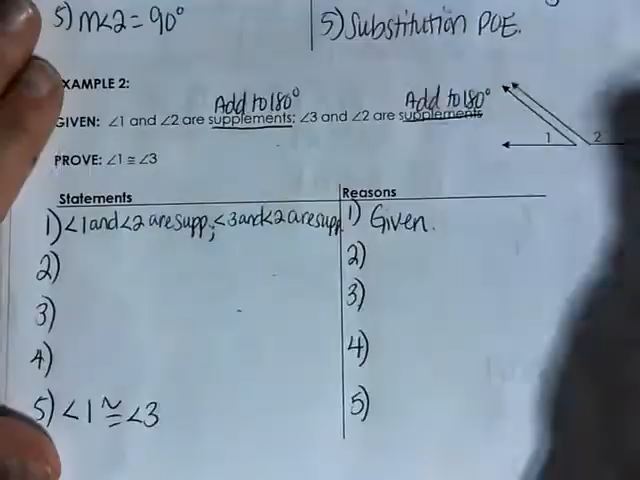 5) m<2 = 90° 5) Substitution POE.
XAMPLE 2:
Add to 180° Add to 180°
GIVEN: ∠1 and ∠2 are supplements; ∠3 and ∠2 are supplements
1 2
PROVE: ∠1 ≅ ∠3
Statements Reasons
1) <1 and <2 are supp; <3 and <2 are supp. 1) Given.
2) 2)
3) 3)
4) 4)
5) <1 ≅ <3 5)